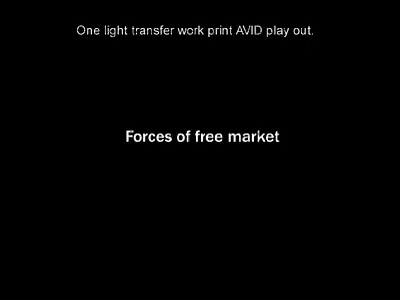 One light transfer work print AVID play out.
Forces of free market